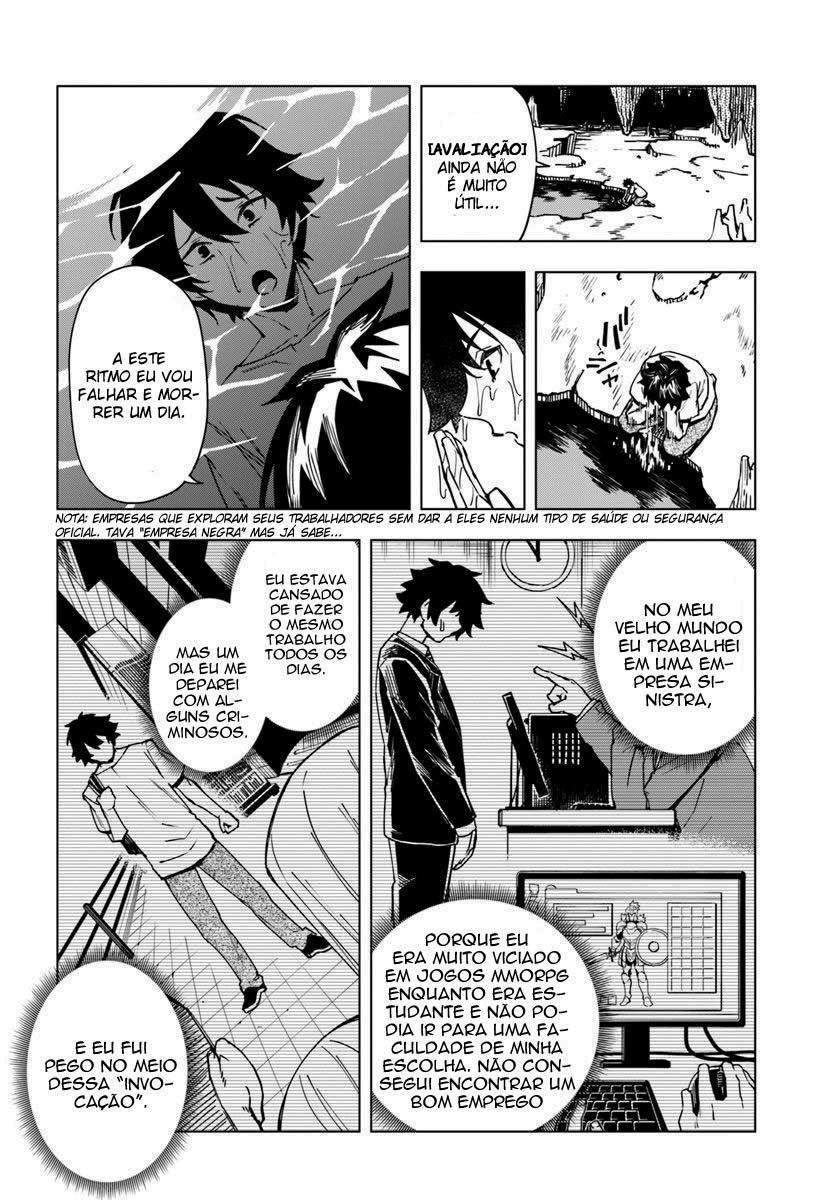 [AVALIAÇÃO]
AINDA NÃO
É MUITO
ÚTIL...
A ESTE
RITMO EU VOU
FALHAR E MOR-
RER UM DIA.
NOTA: EMPRESAS QUE EXPLORAM SEUS TRABALHADORES SEM DAR A ELES NENHUM TIPO DE SAÚDE OU SEGURANÇA
OFICIAL. TAVA "EMPRESA NEGRA" MAS JÁ SABE...
NO MEU
VELHO MUNDO
EU TRABALHEI
EM UMA EM-
PRESA SI-
NISTRA,
PORQUE EU
ERA MUITO VICIADO
EM JOGOS MMORPG
ENQUANTO ERA ES-
TUDANTE E NÃO PO-
DIA IR PARA UMA FA-
CULDADE DE MINHA
ESCOLHA. NÃO CON-
SEGUI ENCONTRAR UM
BOM EMPREGO
EU ESTAVA
CANSADO
DE FAZER
O MESMO
TRABALHO
TODOS OS
DIAS.
MAS UM
DIA EU ME
DEPAREI
COM AL-
GUNS CRI-
MINOSOS.
E EU FUI
PEGO NO MEIO
DESSA "INVO-
CAÇÃO".